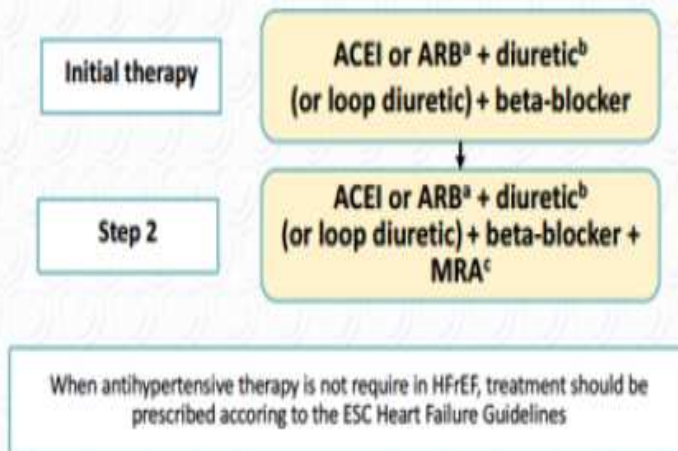 Initial therapy
ACEI or ARBᵃ + diureticᵇ
(or loop diuretic) + beta-blocker
Step 2
ACEI or ARBᵃ + diureticᵇ
(or loop diuretic) + beta-blocker +
MRAᶜ
When antihypertensive therapy is not require in HFrEF, treatment should be
prescribed accoring to the ESC Heart Failure Guidelines